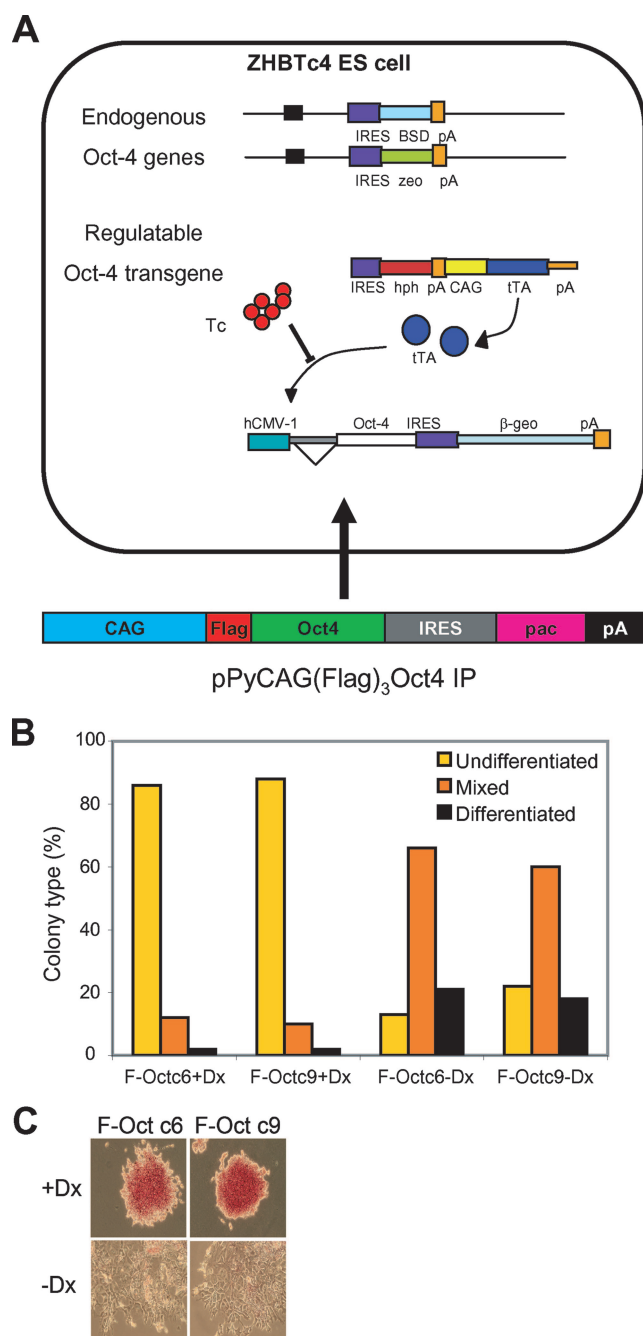 A
ZHBTc4 ES cell
Endogenous
Oct-4 genes
IRES BSD pA
IRES zeo pA
Regulatable
Oct-4 transgene
IRES hph pA CAG tTA pA
Tc
tTA
hCMV-1 Oct-4 IRES β-geo pA
CAG Flag Oct4 IRES pac pA
pPyCAG(Flag)₃Oct4 IP
B
100
80
60
40
20
0
Colony type (%)
Undifferentiated
Mixed
Differentiated
F-Octc6+Dx F-Octc9+Dx F-Octc6-Dx F-Octc9-Dx
C
F-Oct c6 F-Oct c9
+Dx
-Dx